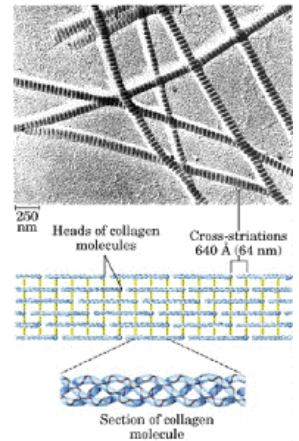 250
nm
Heads of collagen
molecules
Cross-striations
640 Å (64 nm)
Section of collagen
molecule